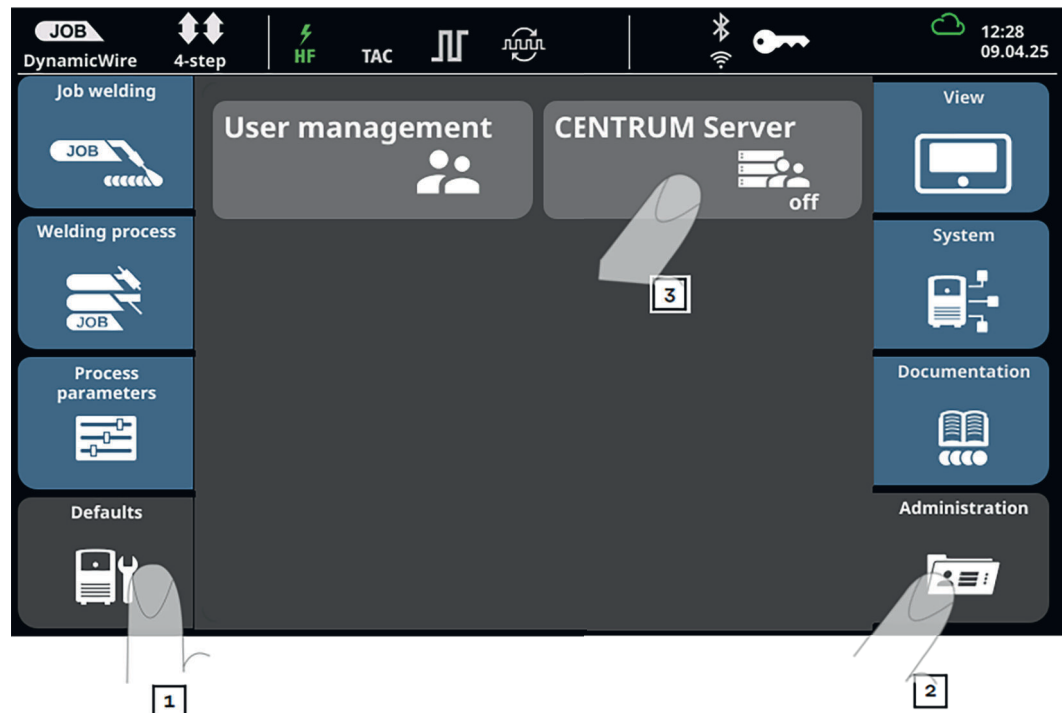 JOB
DynamicWire
4-step
HF
TAC
12:28
09.04.25
Job welding
JOB
Welding process
JOB
Process
parameters
Defaults
User management
CENTRUM Server
off
3
View
System
Documentation
Administration
1
2